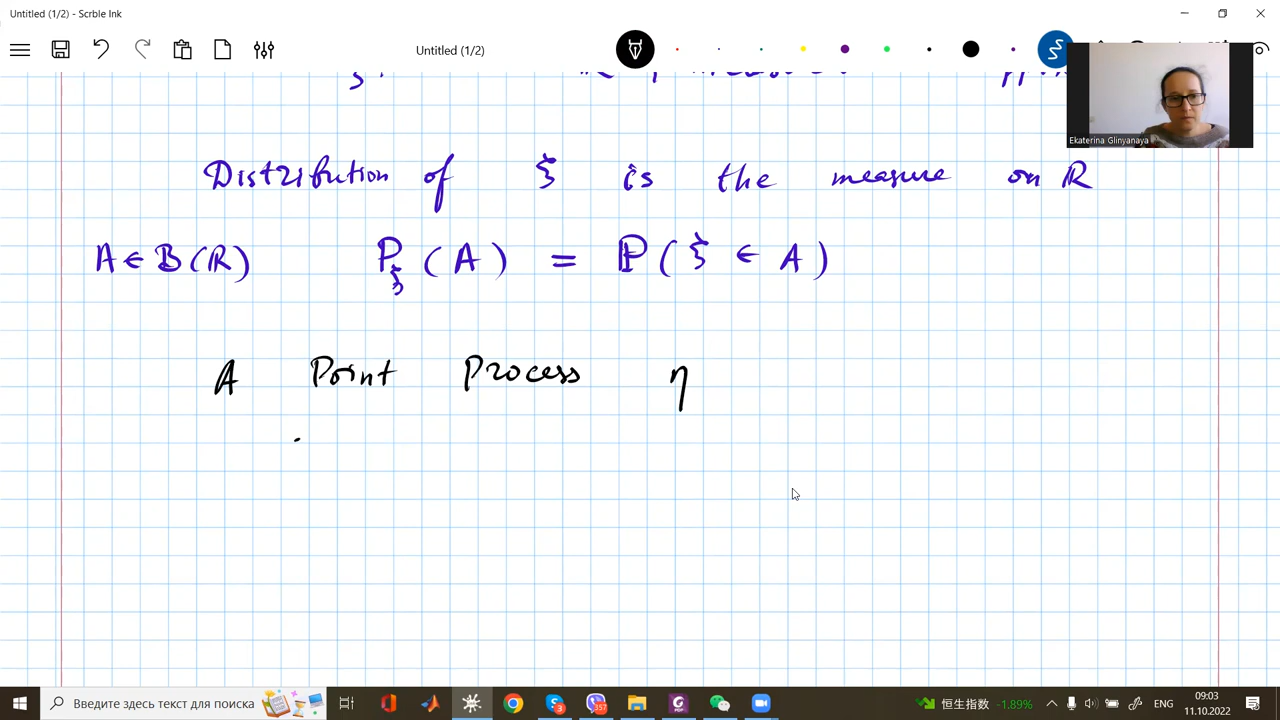 Untitled (1/2) - Scrble Ink
Untitled (1/2)
Ekaterina Glinyanaya
Distribution of ξ is the measure on ℝ
A ∈ B(ℝ) ℙ_ξ (A) = ℙ(ξ ∈ A)
A Point Process η
Введите здесь текст для поиска
357
恒生指数 -1.89%
ENG
09:03
11.10.2022